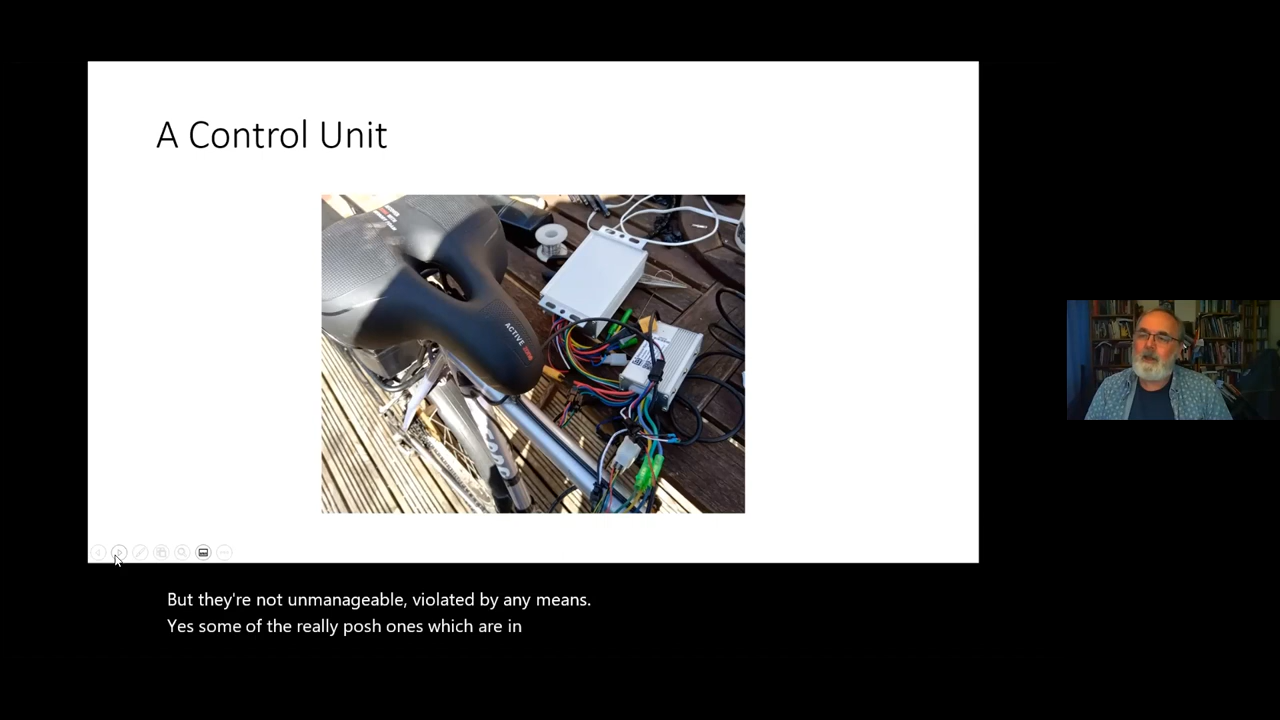 A Control Unit
ACTIVE
But they're not unmanageable, violated by any means.
Yes some of the really posh ones which are in